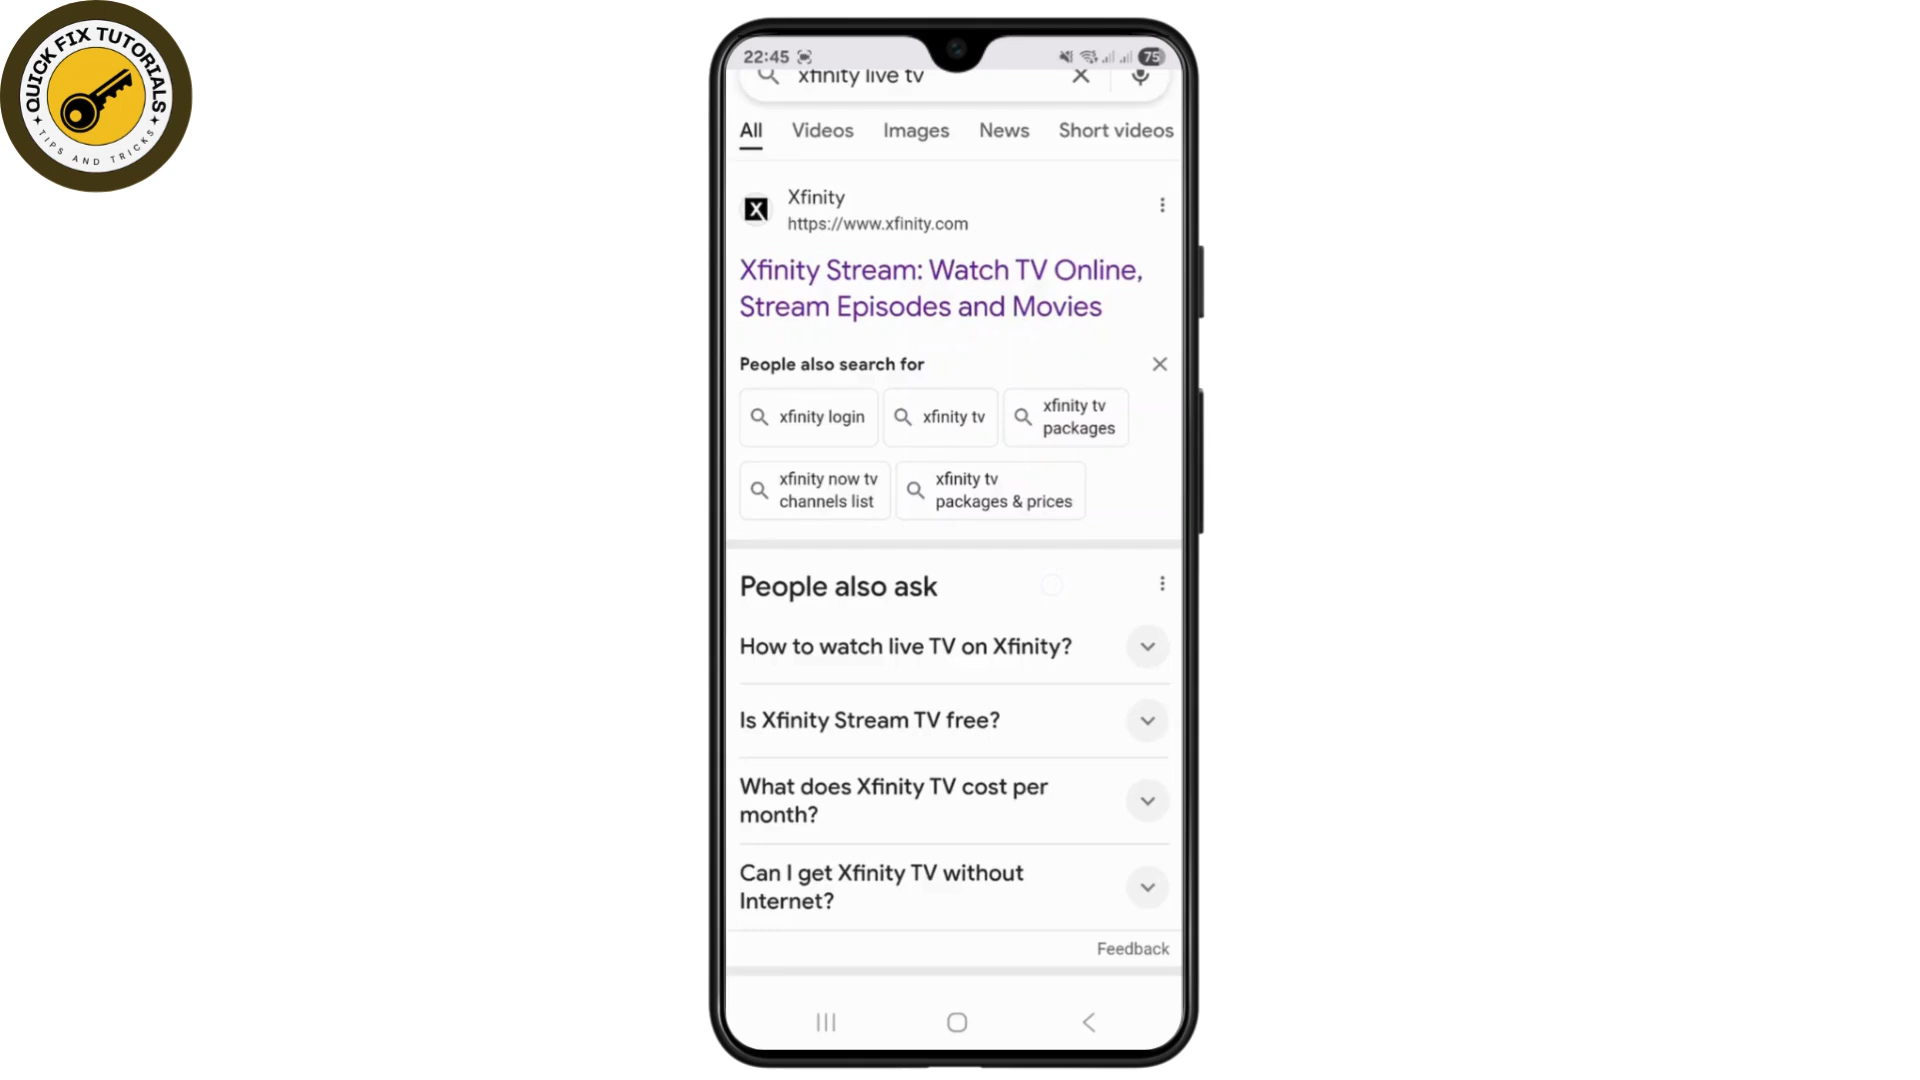 QUICK FIX TUTORIALS
TIPS AND TRICKS
22:45
75
xfinity live tv
All Videos Images News Short videos
Xfinity
https://www.xfinity.com
Xfinity Stream: Watch TV Online,
Stream Episodes and Movies
People also search for
xfinity login
xfinity tv
xfinity tv
packages
xfinity now tv
channels list
xfinity tv
packages & prices
People also ask
How to watch live TV on Xfinity?
Is Xfinity Stream TV free?
What does Xfinity TV cost per
month?
Can I get Xfinity TV without
Internet?
Feedback